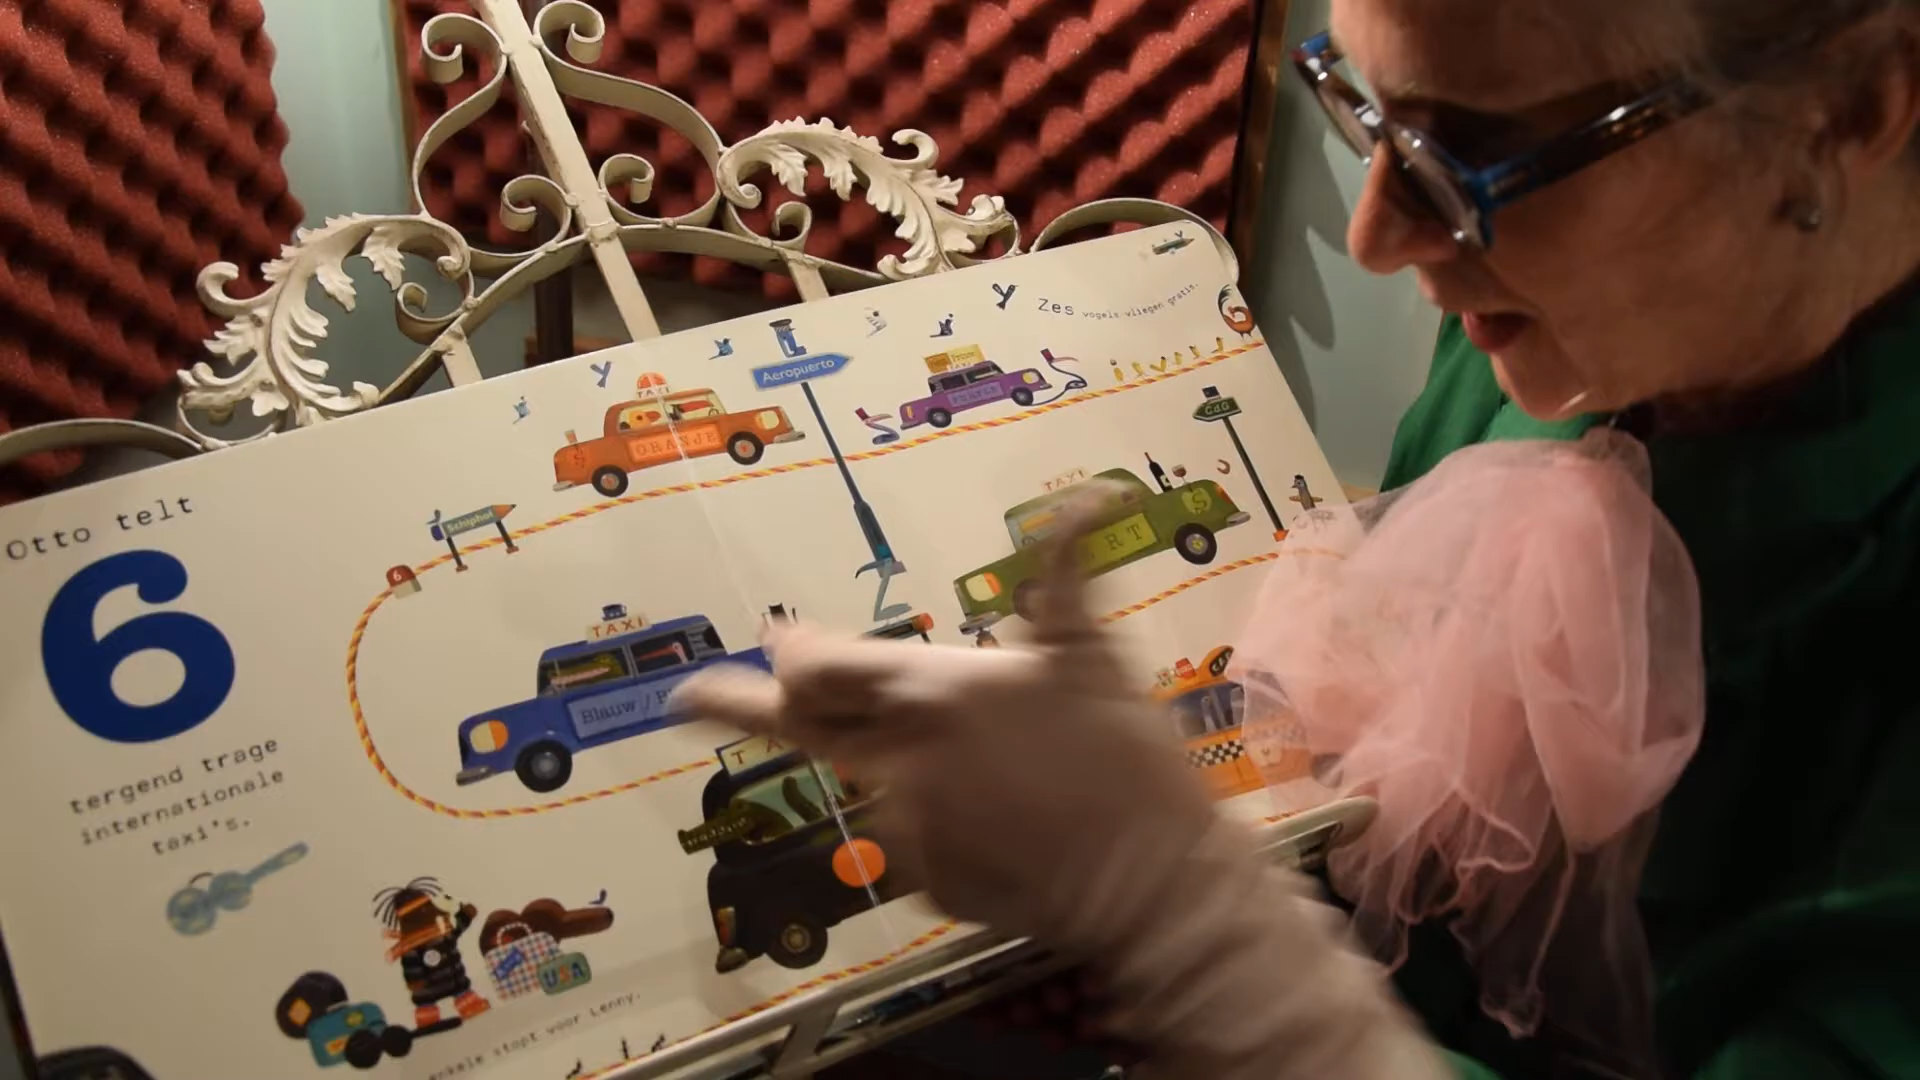 Otto telt
6
tergend trage
internationale
taxi's.
Schiphol
6
TAXI
ORANJE
Aeropuerto
TAXI
Zes vogels vliegen gratis.
CdG
TAXI
TAXI
Blauw /
USA
stopt voor Lenny.